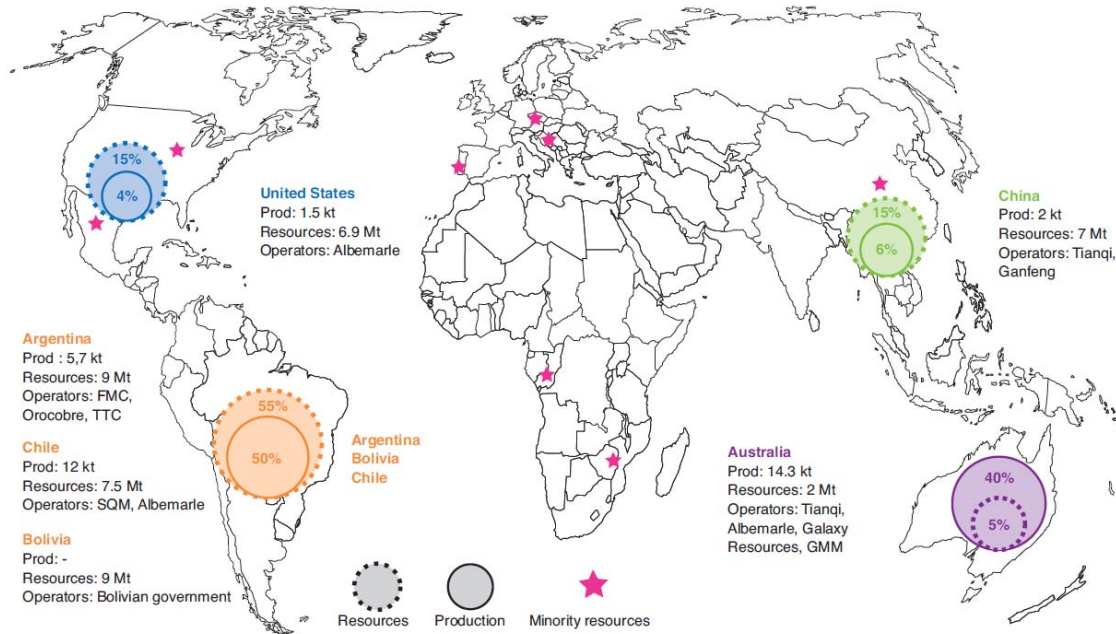 15%
4%
United States
Prod: 1.5 kt
Resources: 6.9 Mt
Operators: Albemarle
15%
6%
China
Prod: 2 kt
Resources: 7 Mt
Operators: Tianqi,
Ganfeng
Argentina
Prod : 5,7 kt
Resources: 9 Mt
Operators: FMC,
Orocobre, TTC
Chile
Prod: 12 kt
Resources: 7.5 Mt
Operators: SQM, Albemarle
Bolivia
Prod: -
Resources: 9 Mt
Operators: Bolivian government
55%
50%
Argentina
Bolivia
Chile
Australia
Prod: 14.3 kt
Resources: 2 Mt
Operators: Tianqi,
Albemarle, Galaxy
Resources, GMM
40%
5%
Resources
Production
Minority resources